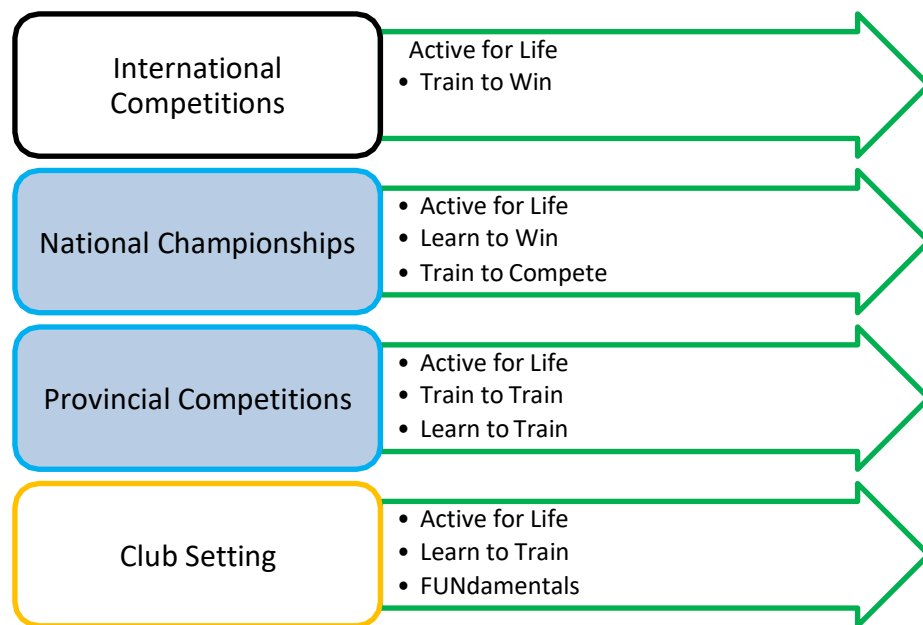 International
Competitions
Active for Life
• Train to Win
National Championships
• Active for Life
• Learn to Win
• Train to Compete
Provincial Competitions
• Active for Life
• Train to Train
• Learn to Train
Club Setting
• Active for Life
• Learn to Train
• FUNdamentals